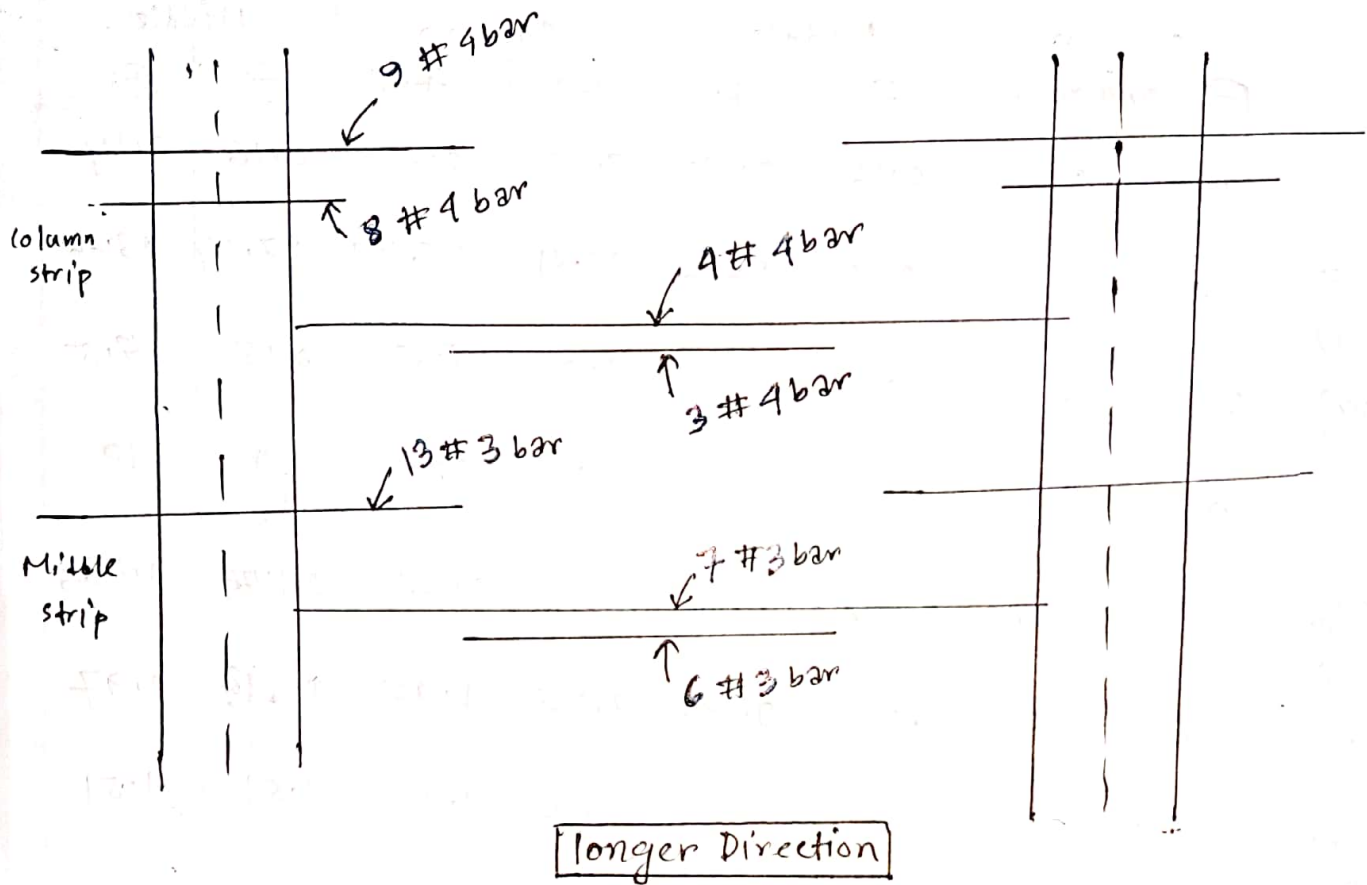 9 # 4 bar
8 # 4 bar
Column
strip
4 # 4 bar
3 # 4 bar
13 # 3 bar
Middle
strip
7 # 3 bar
6 # 3 bar
longer Direction